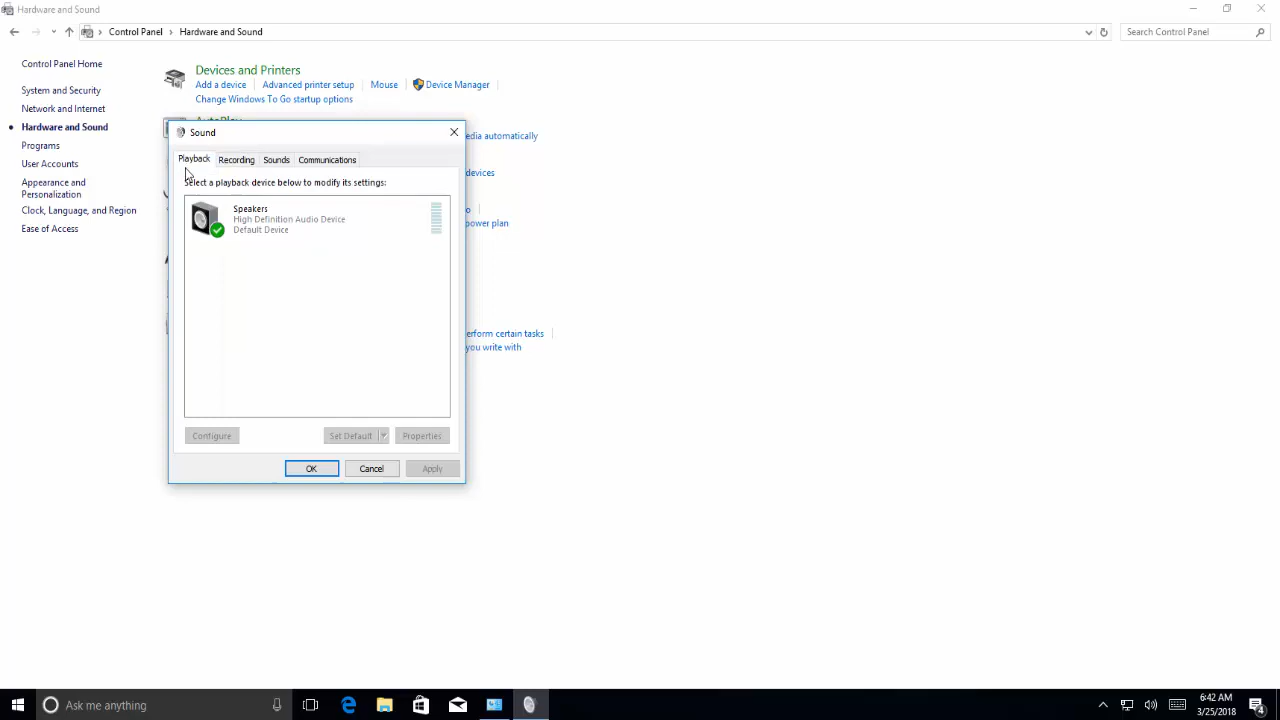 Hardware and Sound
Control Panel > Hardware and Sound
Search Control Panel
Control Panel Home
System and Security
Network and Internet
Hardware and Sound
Programs
User Accounts
Appearance and
Personalization
Clock, Language, and Region
Ease of Access
Devices and Printers
Add a device
Advanced printer setup
Mouse
Device Manager
Change Windows To Go startup options
AutoPlay
edia automatically
devices
power plan
erform certain tasks
you write with
Sound
Playback
Recording
Sounds
Communications
Select a playback device below to modify its settings:
Speakers
High Definition Audio Device
Default Device
Configure
Set Default
Properties
OK
Cancel
Apply
Ask me anything
6:42 AM
3/25/2018
4